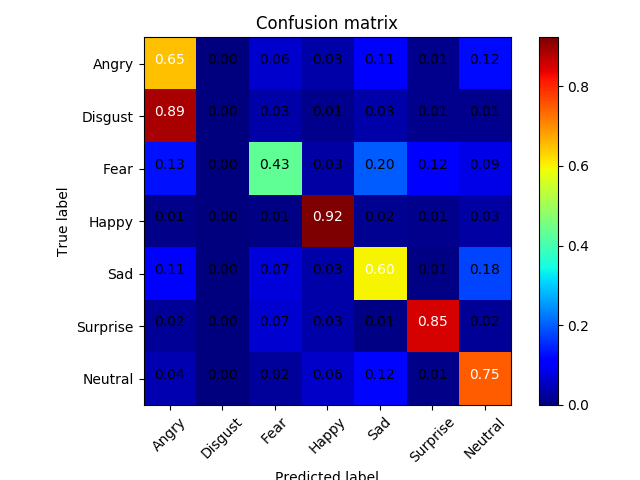 Confusion matrix
Angry 0.65 0.00 0.06 0.03 0.11 0.01 0.12
Disgust 0.89 0.00 0.03 0.01 0.03 0.01 0.01
Fear 0.13 0.00 0.43 0.03 0.20 0.12 0.09
Happy 0.01 0.00 0.01 0.92 0.02 0.01 0.03
Sad 0.11 0.00 0.07 0.03 0.60 0.01 0.18
Surprise 0.02 0.00 0.07 0.03 0.01 0.85 0.02
Neutral 0.04 0.00 0.02 0.06 0.12 0.01 0.75
True label
Angry Disgust Fear Happy Sad Surprise Neutral
Predicted label
0.8
0.6
0.4
0.2
0.0